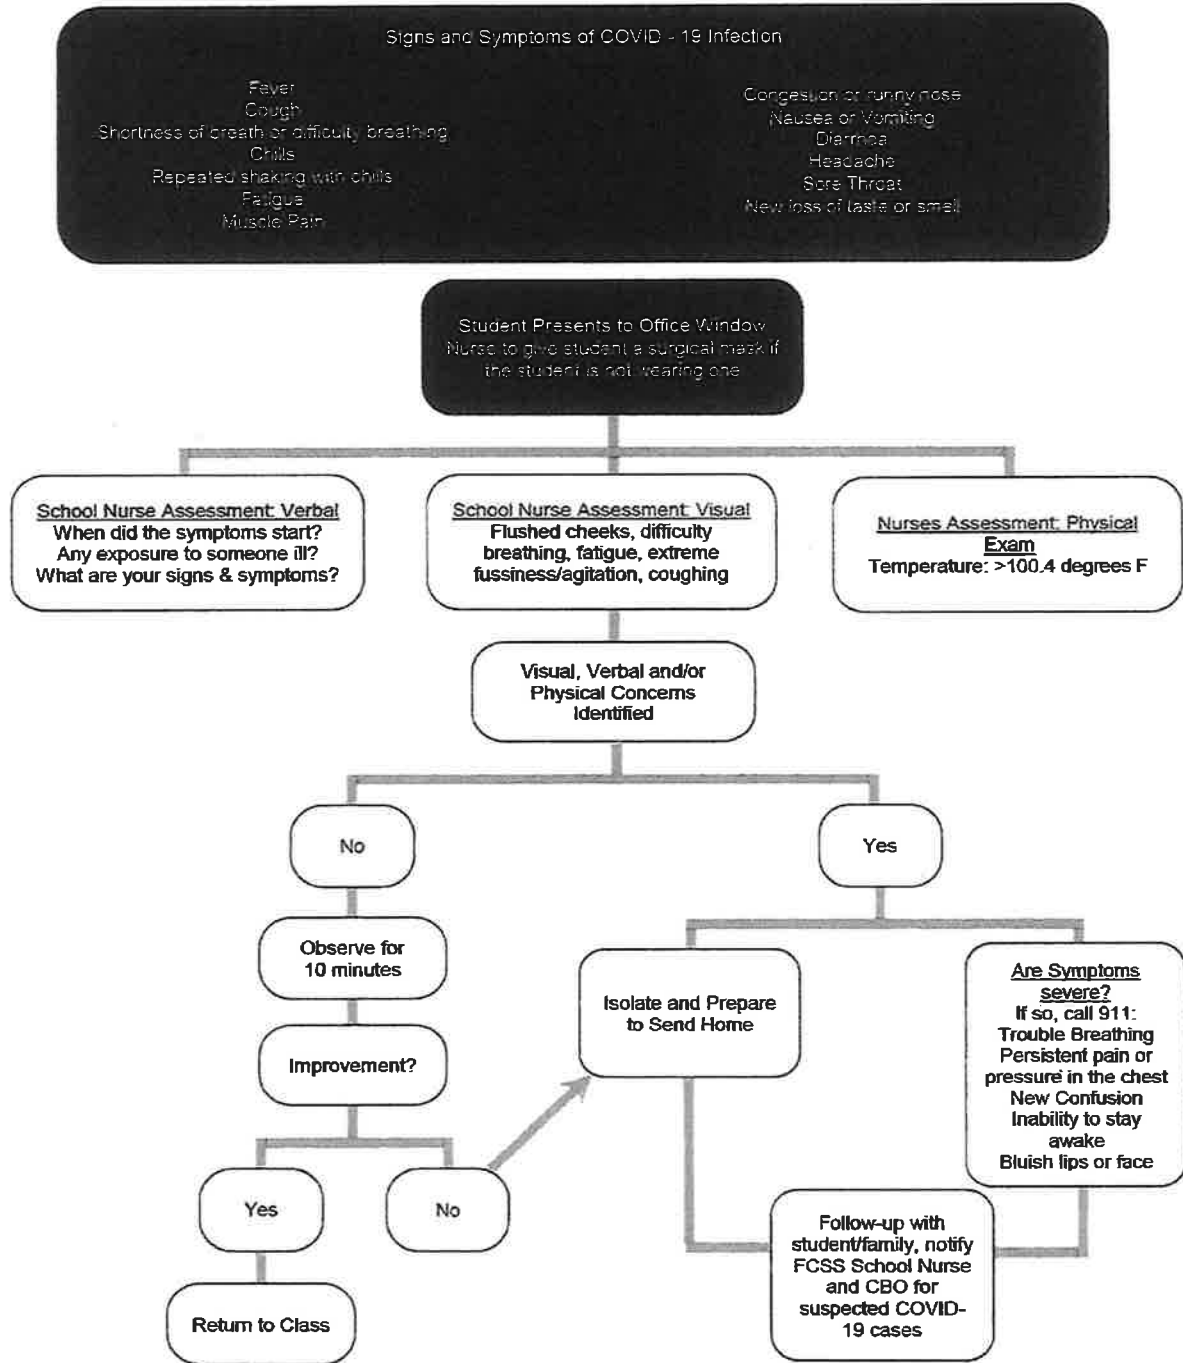 Signs and Symptoms of COVID - 19 Infection
Fever
Cough
Shortness of breath or difficulty breathing
Chills
Repeated shaking with chills
Fatigue
Muscle Pain
Congestion or runny nose
Nausea or Vomiting
Diarrhea
Headache
Sore Throat
New loss of taste or smell
Student Presents to Office Window
Nurse to give student a surgical mask if
the student is not wearing one
School Nurse Assessment: Verbal
When did the symptoms start?
Any exposure to someone ill?
What are your signs & symptoms?
School Nurse Assessment: Visual
Flushed cheeks, difficulty
breathing, fatigue, extreme
fussiness/agitation, coughing
Nurses Assessment: Physical
Exam
Temperature: >100.4 degrees F
Visual, Verbal and/or
Physical Concerns
Identified
No
Yes
Observe for
10 minutes
Improvement?
Yes
No
Return to Class
Isolate and Prepare
to Send Home
Are Symptoms
severe?
If so, call 911:
Trouble Breathing
Persistent pain or
pressure in the chest
New Confusion
Inability to stay
awake
Bluish lips or face
Follow-up with
student/family, notify
FCSS School Nurse
and CBO for
suspected COVID-
19 cases